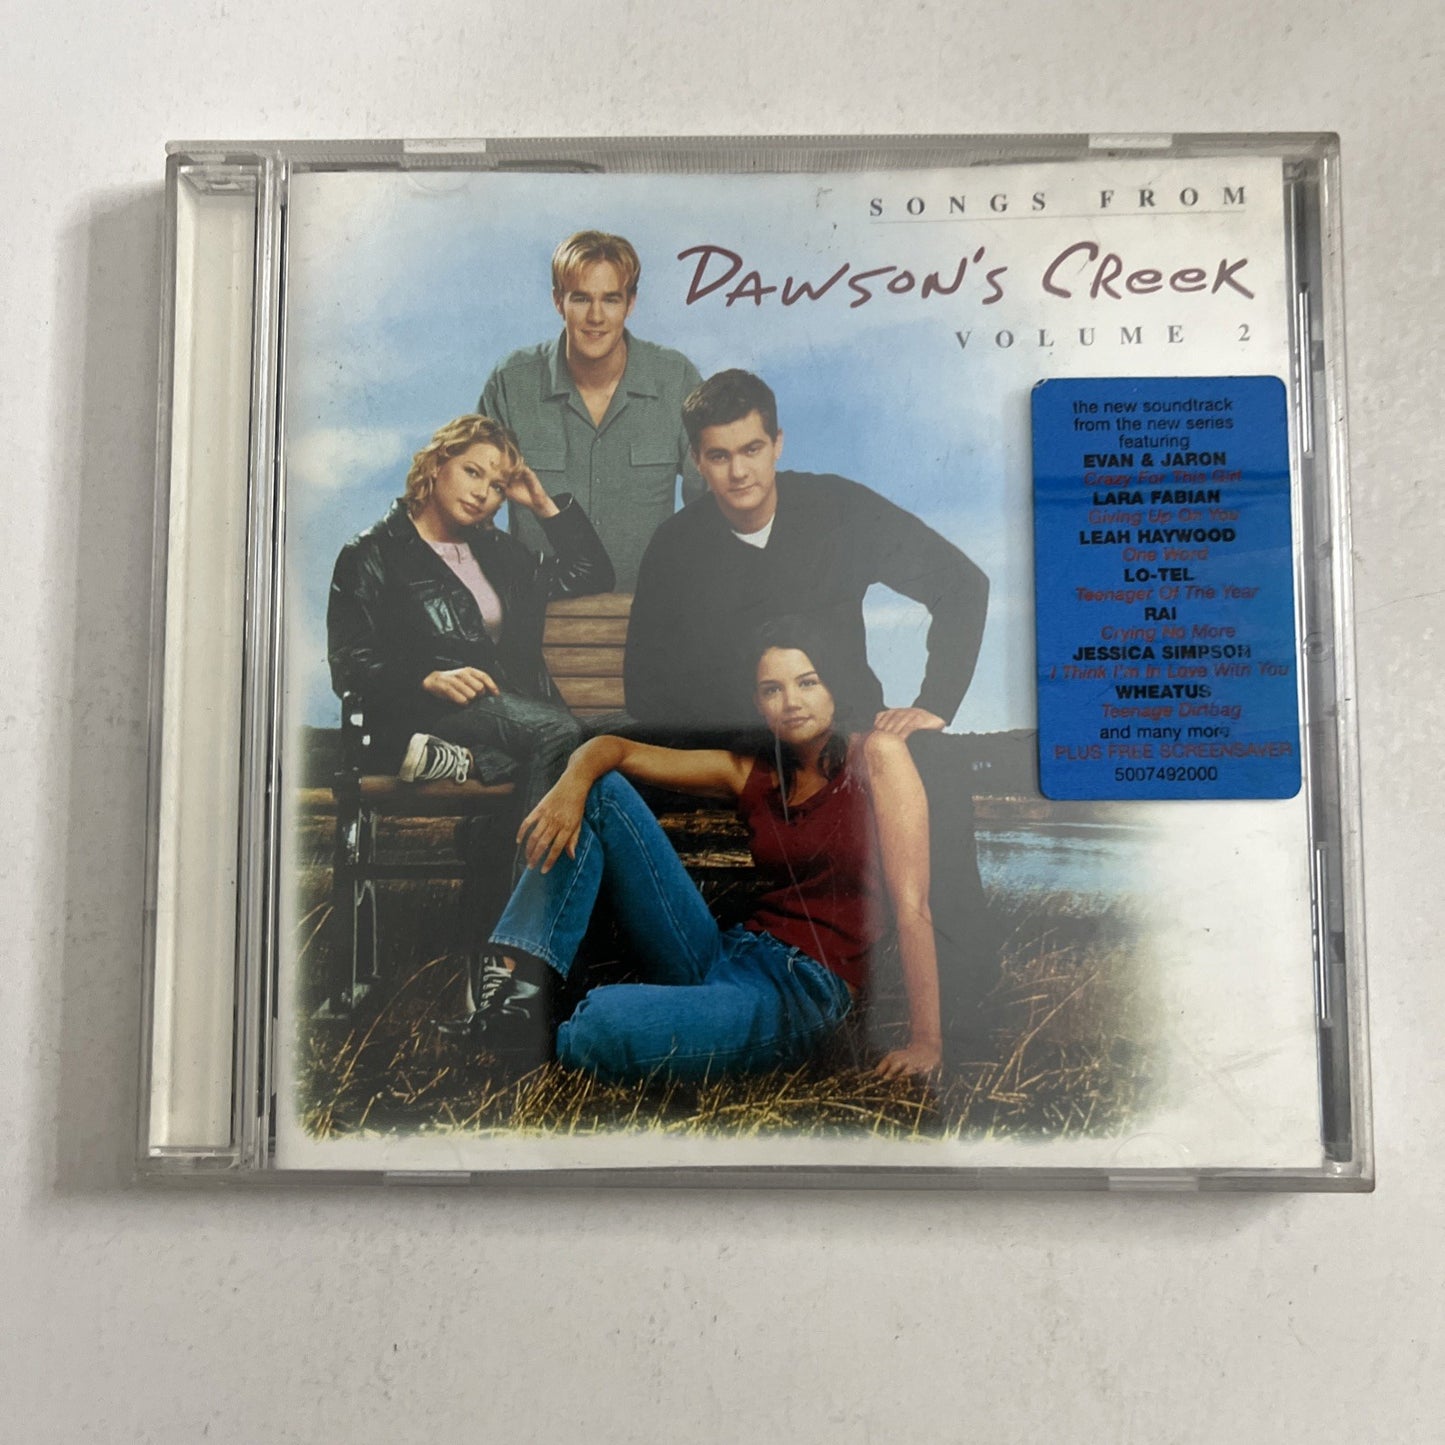 SONGS FROM
DAWSON'S CREEK
VOLUME 2
the new soundtrack
from the new series
featuring
EVAN & JARON
Crazy For This Girl
LARA FABIAN
Giving Up On You
LEAH HAYWOOD
One Word
LO-TEL
Teenager Of The Year
RAI
Crying No More
JESSICA SIMPSON
I Think I'm In Love With You
WHEATUS
Teenage Dirtbag
and many more
PLUS FREE SCREENSAVER
5007492000